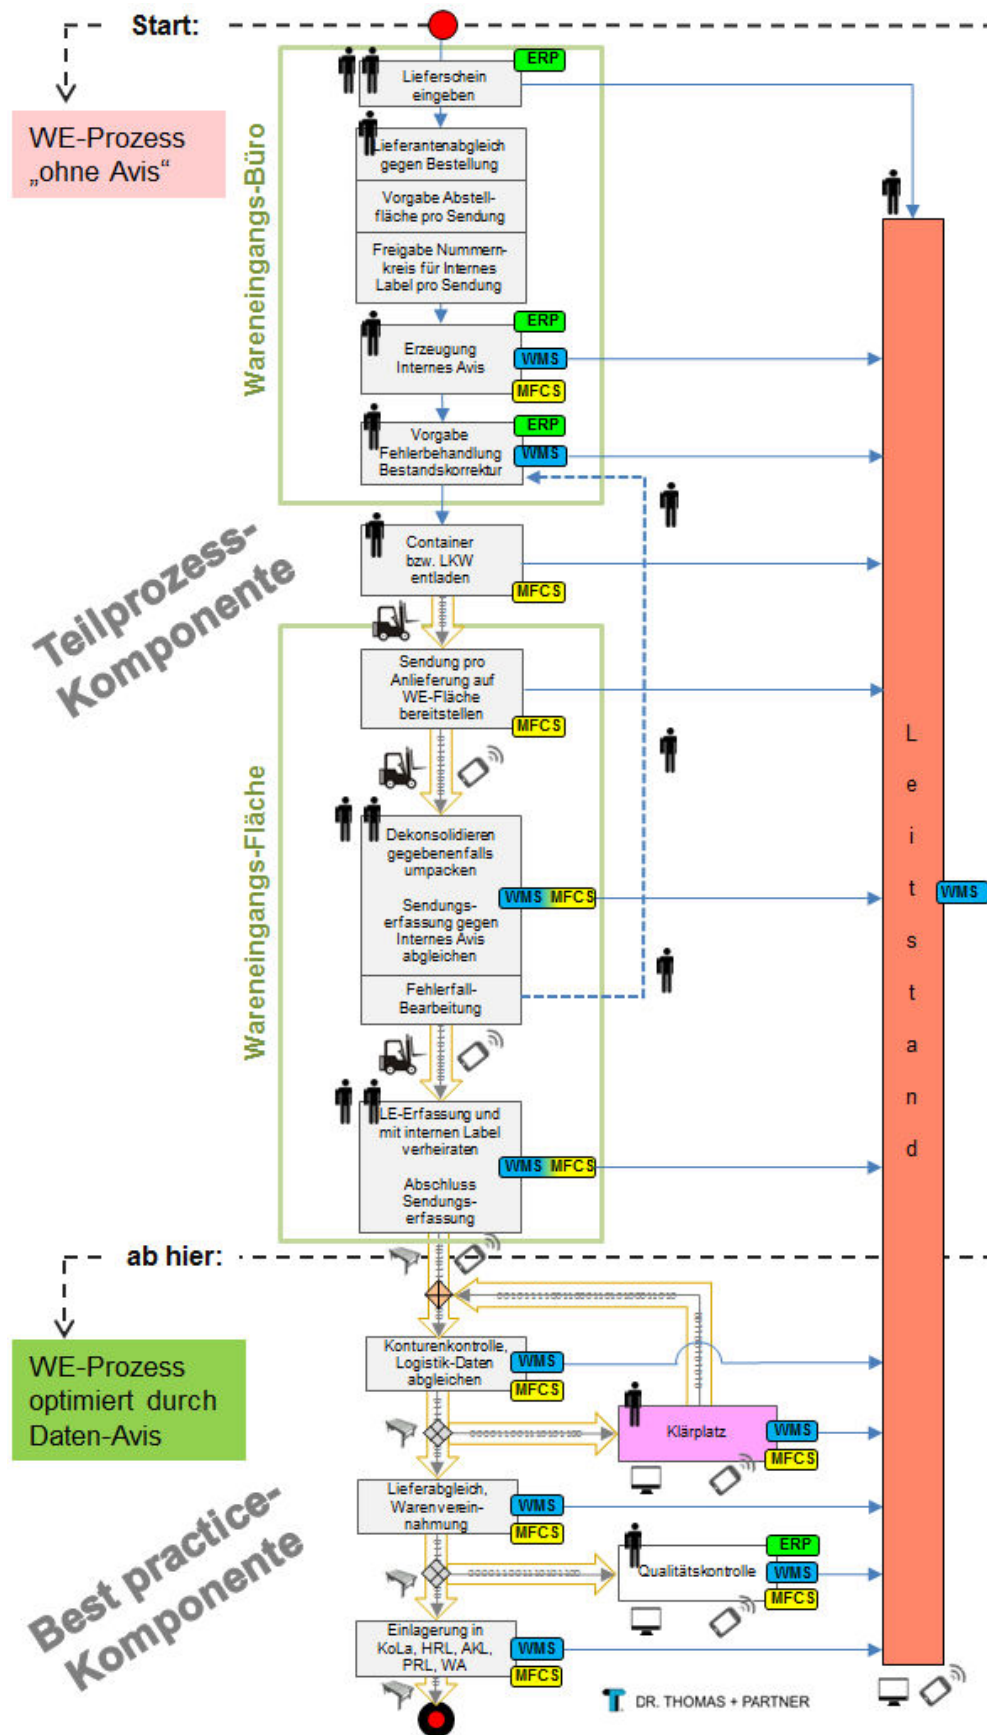 Start:
ERP
Lieferschein
eingeben
WE-Prozess
„ohne Avis“
Wareneingangs-Büro
Lieferantenabgleich
gegen Bestellung
Vorgabe Abstell-
fläche pro Sendung
Freigabe Nummern-
kreis für Internes
Label pro Sendung
ERP
Erzeugung
Internes Avis
WMS
MFCS
ERP
Vorgabe
Fehlerbehandlung
Bestandskorrektur
WMS
Teilprozess-
Komponente
Container
bzw. LKW
entladen
MFCS
Wareneingangs-Fläche
Sendung pro
Anlieferung auf
WE-Fläche
bereitstellen
MFCS
Leitstand
WMS
Dekonsolidieren
gegebenenfalls
umpacken
Sendungs-
erfassung gegen
Internes Avis
abgleichen
WMS MFCS
Fehlerfall-
Bearbeitung
LE-Erfassung und
mit internen Label
verheiraten
Abschluss
Sendungs-
erfassung
WMS MFCS
ab hier:
WE-Prozess
optimiert durch
Daten-Avis
Konturenkontrolle,
Logistik-Daten
abgleichen
WMS
MFCS
Klärplatz
WMS
MFCS
Best practice-
Komponente
Lieferabgleich,
Warenverein-
nahmung
WMS
MFCS
Qualitätskontrolle
ERP
WMS
MFCS
Einlagerung in
KoLa, HRL, AKL,
PRL, WA
WMS
MFCS
DR. THOMAS + PARTNER